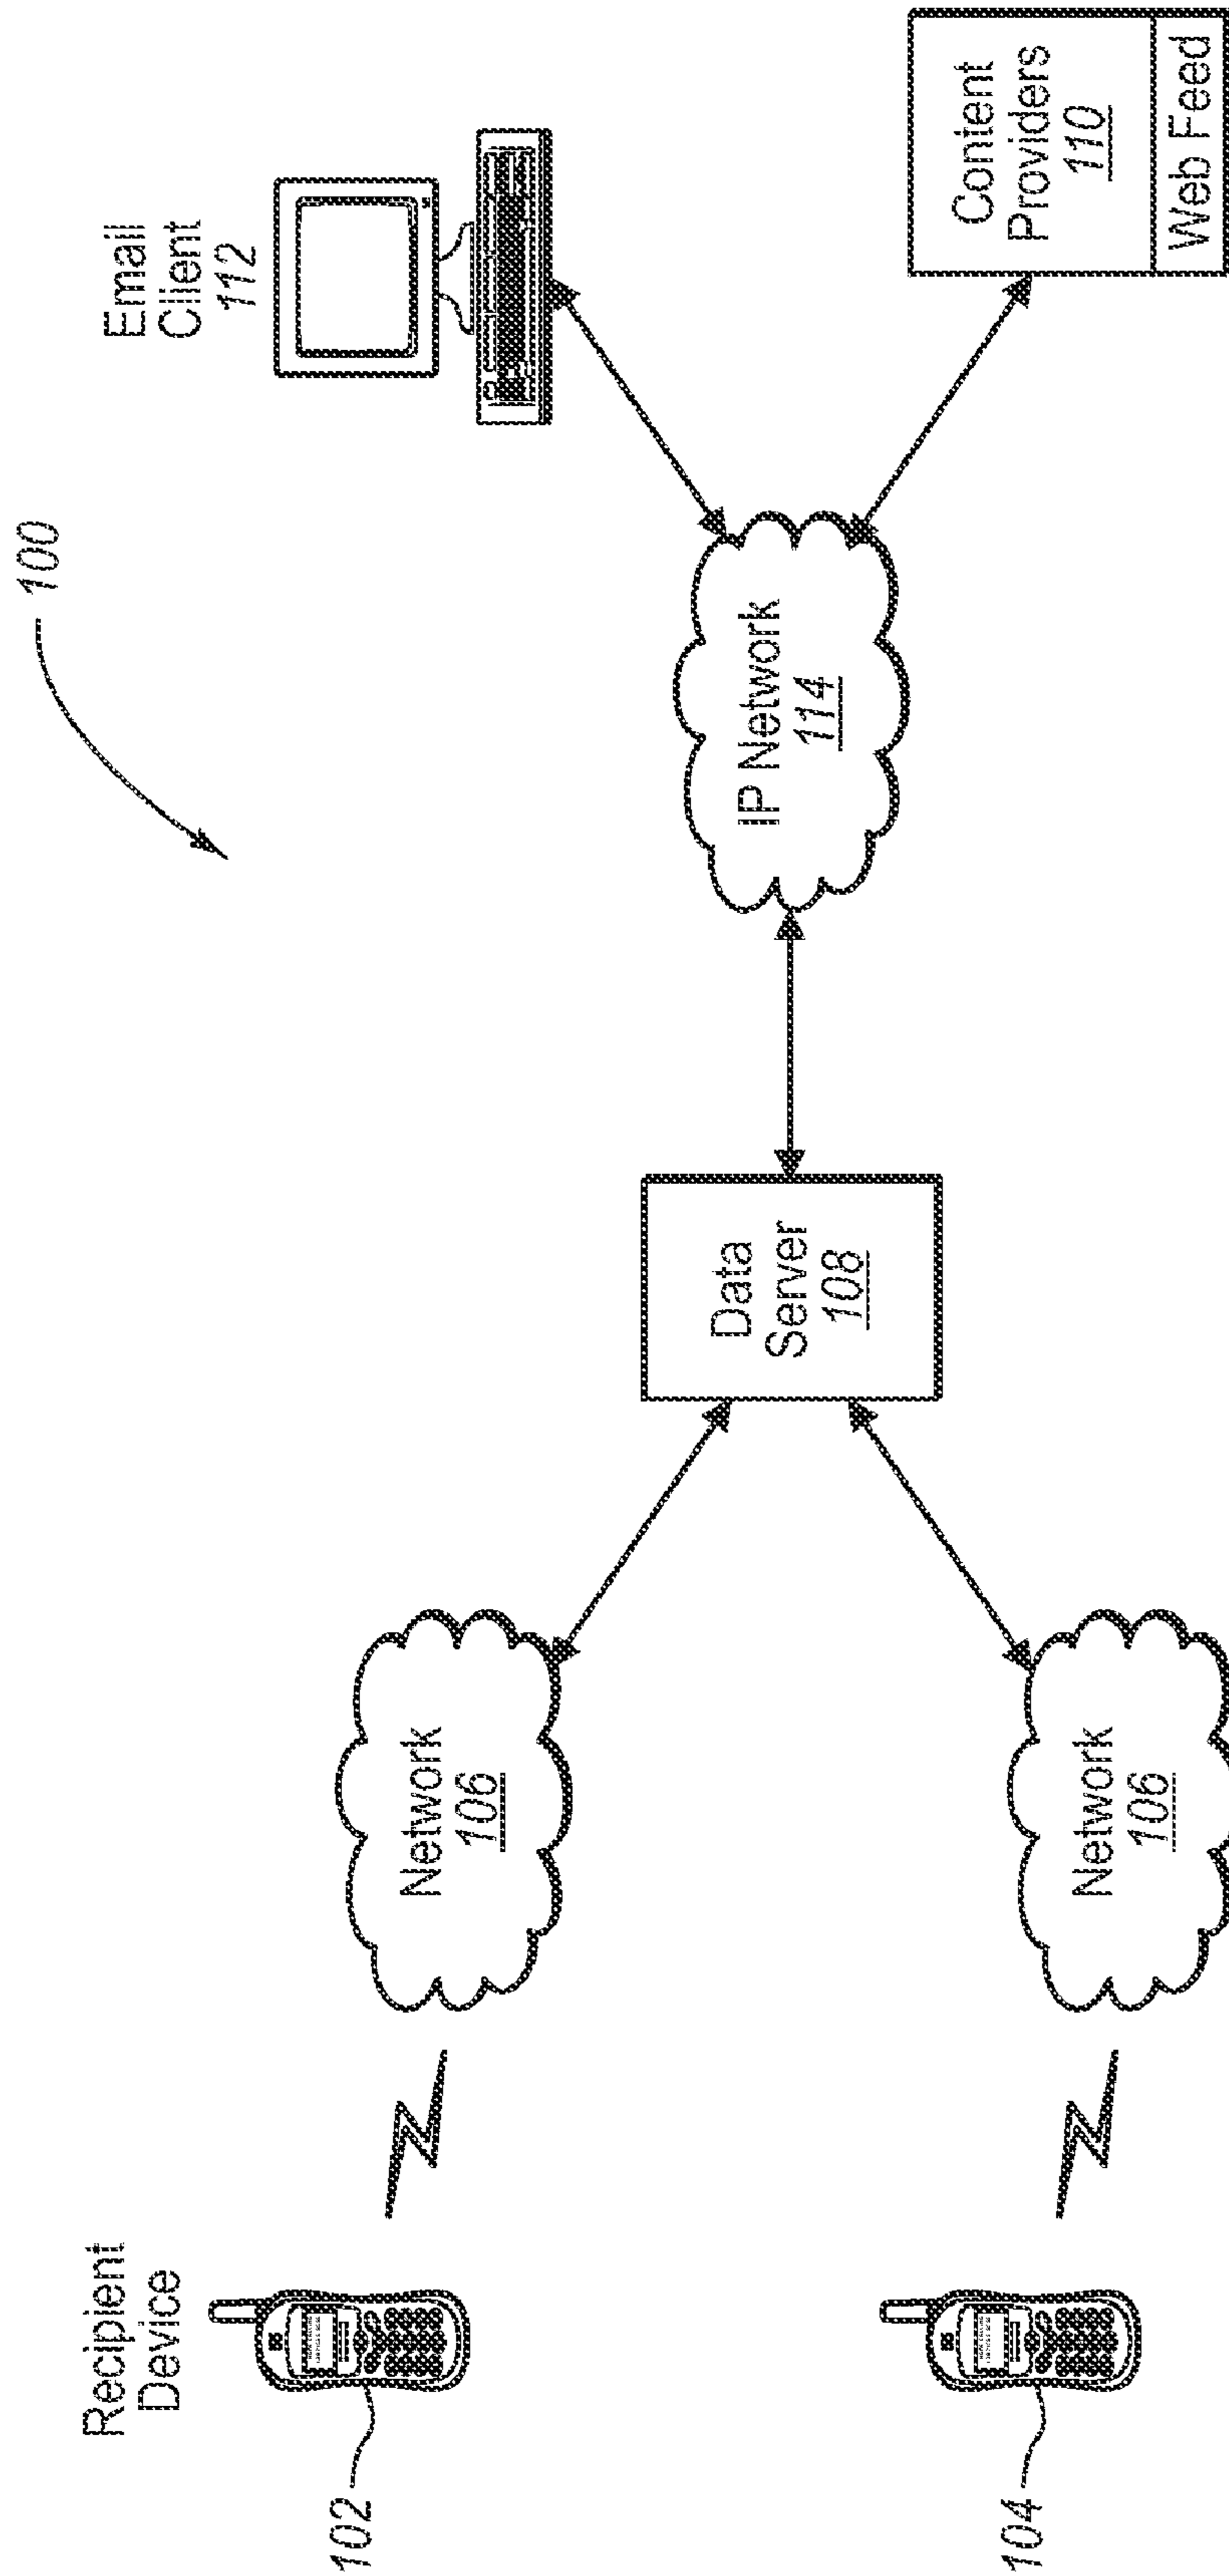 100
Recipient
Device
102
Network
106
Data
Server
108
IP Network
114
Email
Client
112
104
Network
106
Content
Providers
110
Web Feed